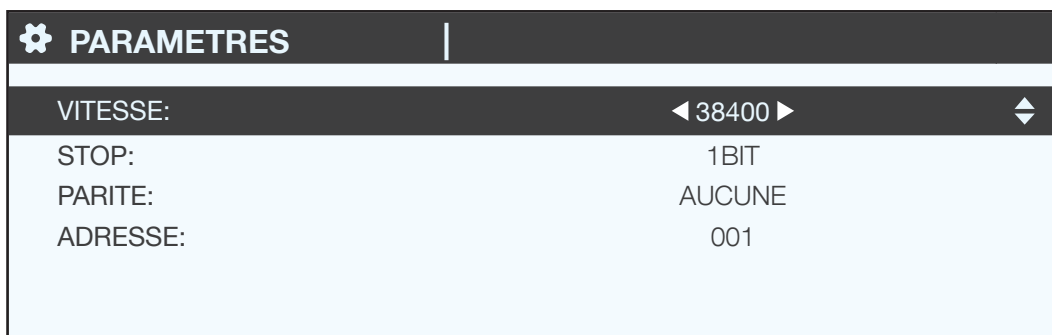 PARAMETRES
VITESSE: 38400
STOP: 1BIT
PARITE: AUCUNE
ADRESSE: 001